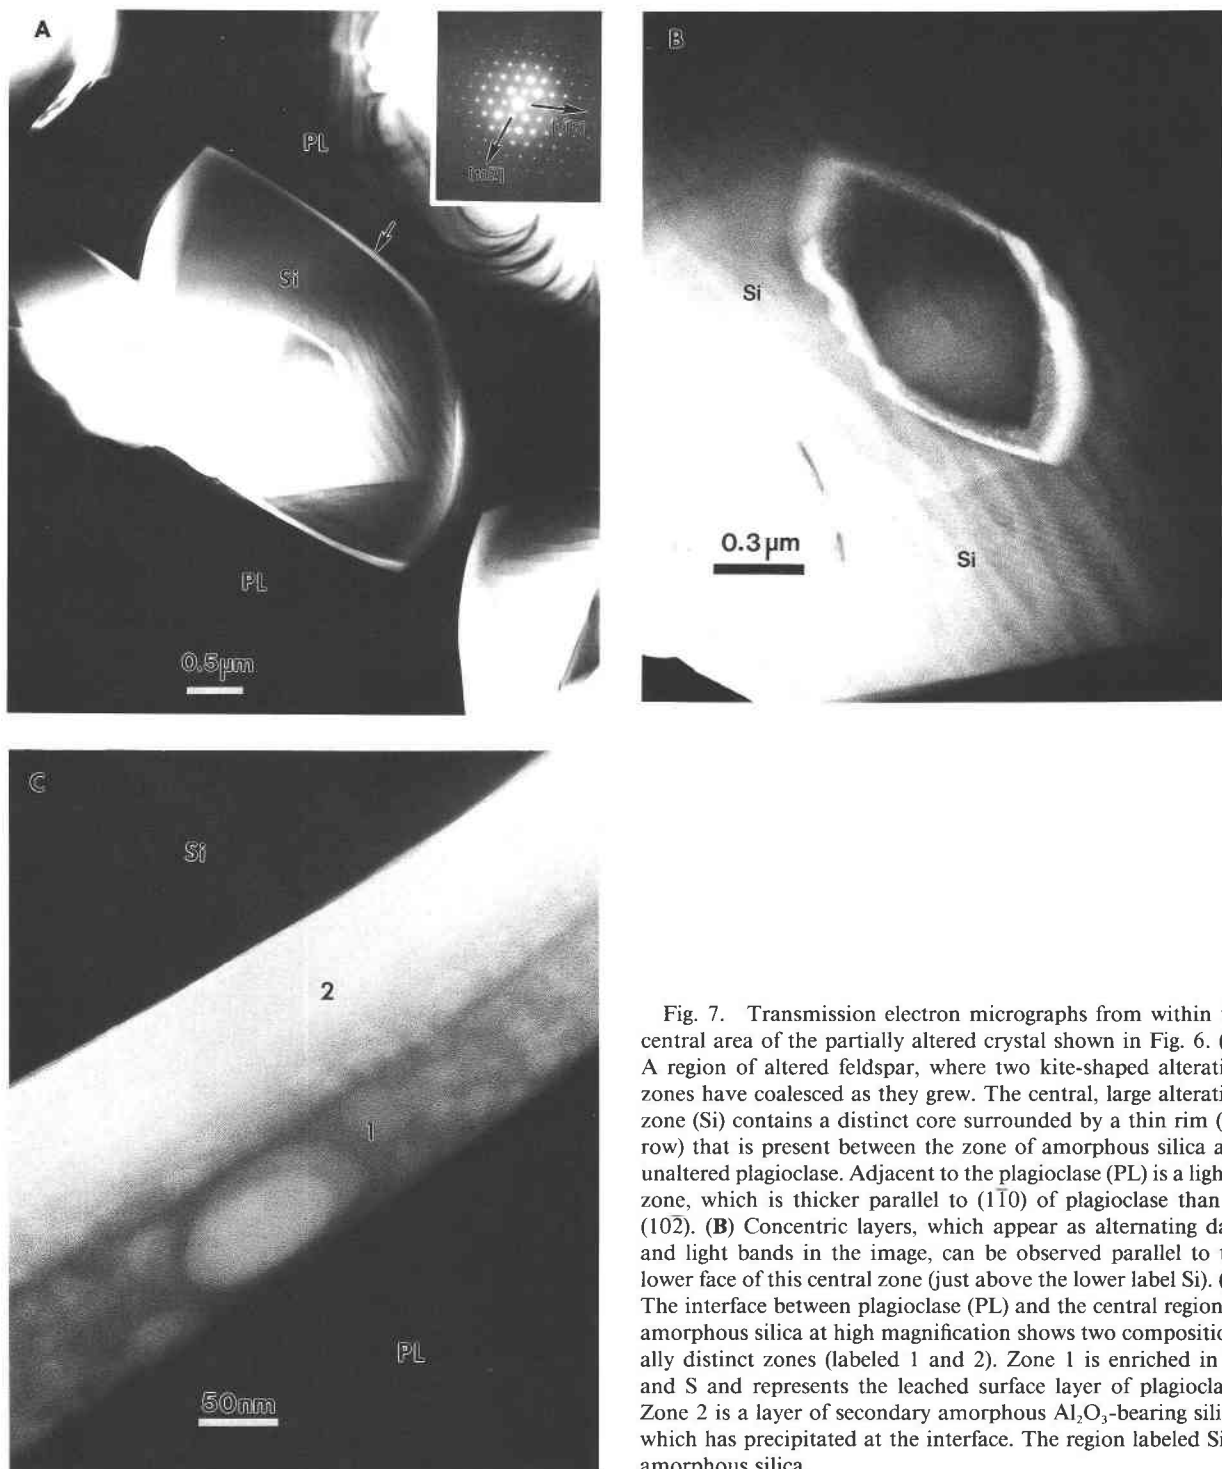 A
PL
[102̄]
Si
PL
0.5μm
B
Si
0.3 μm
Si
C
Si
2
1
PL
50nm
Fig. 7. Transmission electron micrographs from within
central area of the partially altered crystal shown in Fig. 6. (
A region of altered feldspar, where two kite-shaped alterati
zones have coalesced as they grew. The central, large alterati
zone (Si) contains a distinct core surrounded by a thin rim (
row) that is present between the zone of amorphous silica a
unaltered plagioclase. Adjacent to the plagioclase (PL) is a ligh
zone, which is thicker parallel to (11̄0) of plagioclase than
(102̄). (B) Concentric layers, which appear as alternating da
and light bands in the image, can be observed parallel to t
lower face of this central zone (just above the lower label Si). (
The interface between plagioclase (PL) and the central region
amorphous silica at high magnification shows two composition
ally distinct zones (labeled 1 and 2). Zone 1 is enriched in
and S and represents the leached surface layer of plagiocla
Zone 2 is a layer of secondary amorphous Al₂O₃-bearing sili
which has precipitated at the interface. The region labeled Si
amorphous silica.